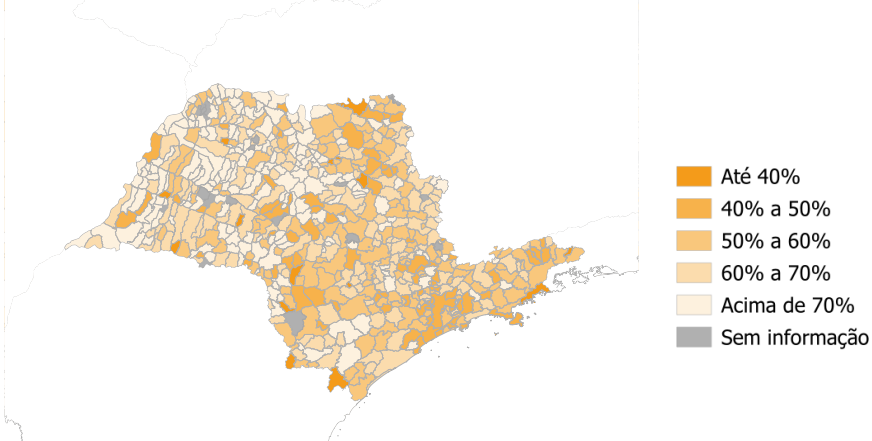 Até 40%
40% a 50%
50% a 60%
60% a 70%
Acima de 70%
Sem informação